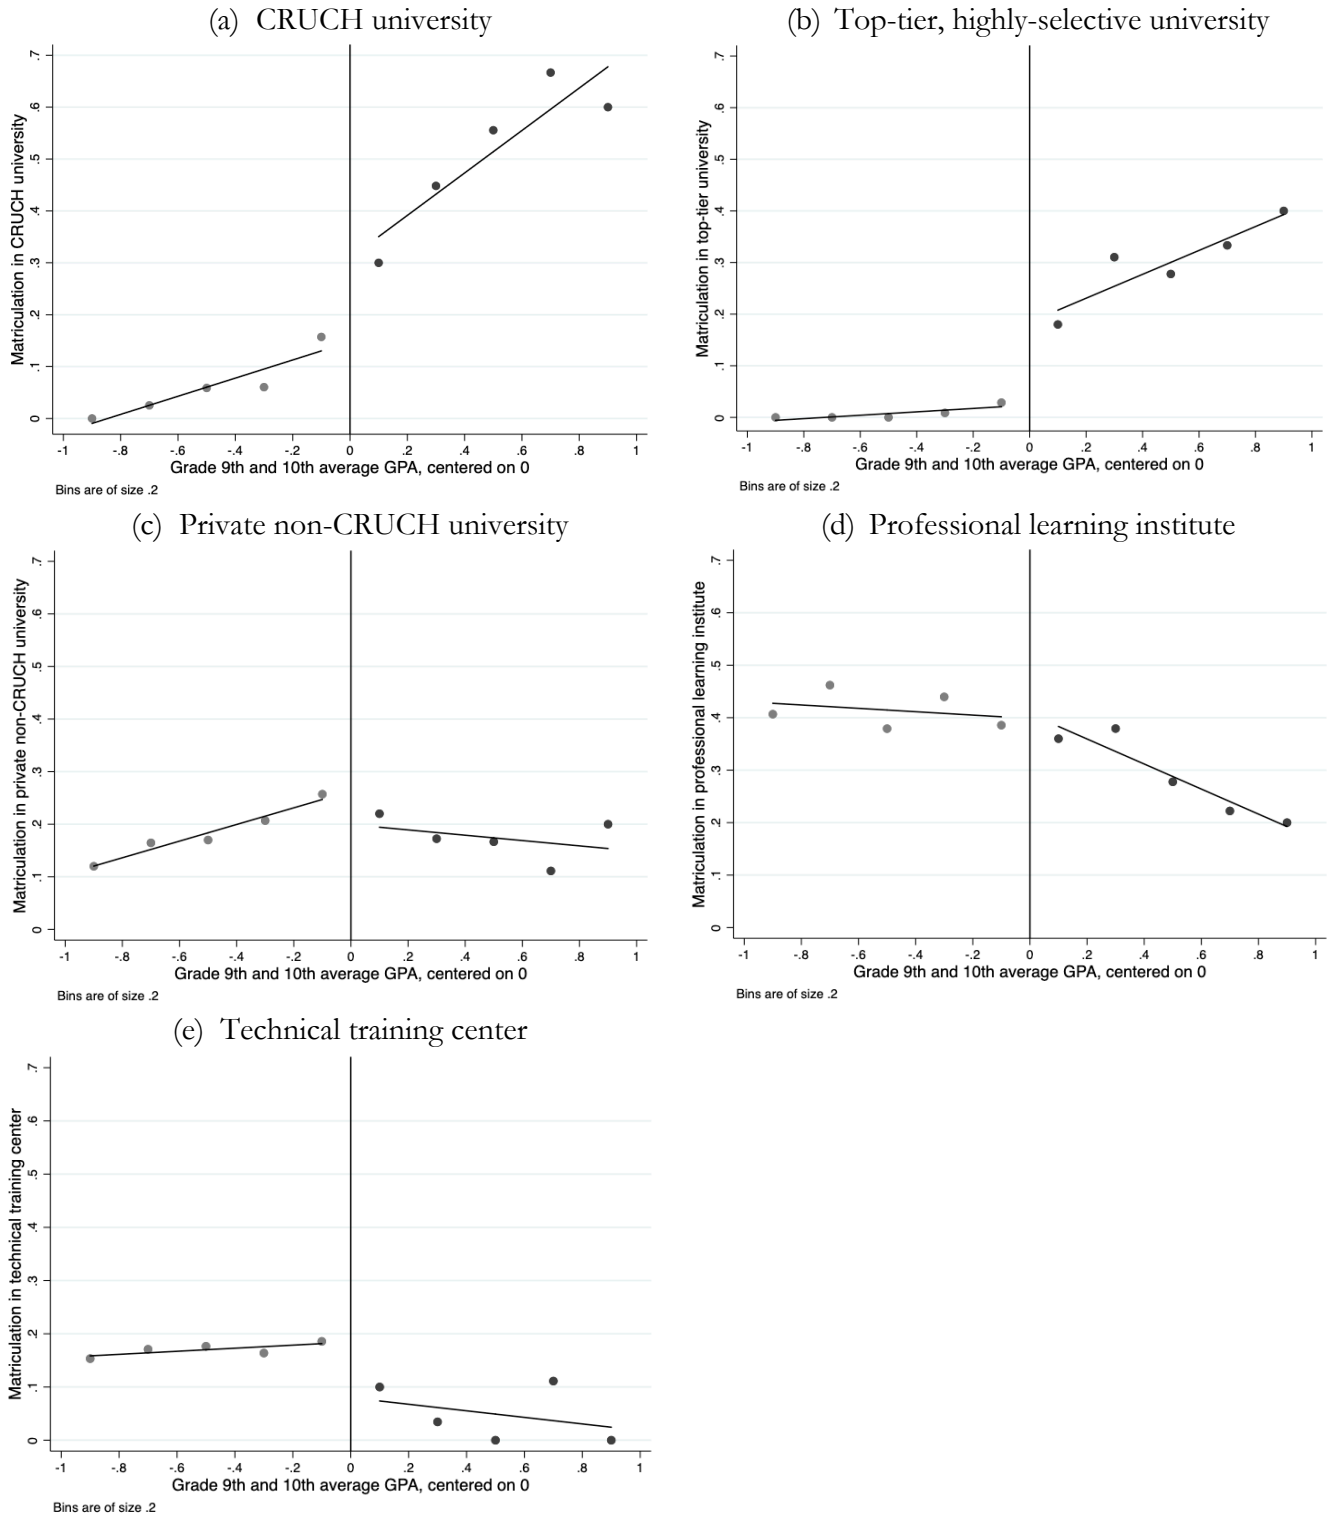 (a) CRUCH university
Matriculation in CRUCH university
.7
.6
.5
.4
.3
.2
.1
0
-1 -.8 -.6 -.4 -.2 0 .2 .4 .6 .8 1
Grade 9th and 10th average GPA, centered on 0
Bins are of size .2
(b) Top-tier, highly-selective university
Matriculation in top-tier university
.7
.6
.5
.4
.3
.2
.1
0
-1 -.8 -.6 -.4 -.2 0 .2 .4 .6 .8 1
Grade 9th and 10th average GPA, centered on 0
Bins are of size .2
(c) Private non-CRUCH university
Matriculation in private non-CRUCH university
.7
.6
.5
.4
.3
.2
.1
0
-1 -.8 -.6 -.4 -.2 0 .2 .4 .6 .8 1
Grade 9th and 10th average GPA, centered on 0
Bins are of size .2
(d) Professional learning institute
Matriculation in professional learning institute
.7
.6
.5
.4
.3
.2
.1
0
-1 -.8 -.6 -.4 -.2 0 .2 .4 .6 .8 1
Grade 9th and 10th average GPA, centered on 0
Bins are of size .2
(e) Technical training center
Matriculation in technical training center
.7
.6
.5
.4
.3
.2
.1
0
-1 -.8 -.6 -.4 -.2 0 .2 .4 .6 .8 1
Grade 9th and 10th average GPA, centered on 0
Bins are of size .2